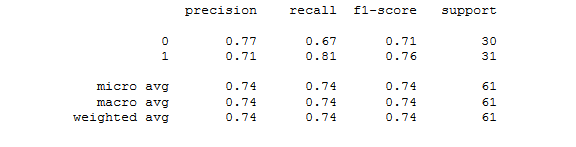 precision recall f1-score support
0 0.77 0.67 0.71 30
1 0.71 0.81 0.76 31
micro avg 0.74 0.74 0.74 61
macro avg 0.74 0.74 0.74 61
weighted avg 0.74 0.74 0.74 61